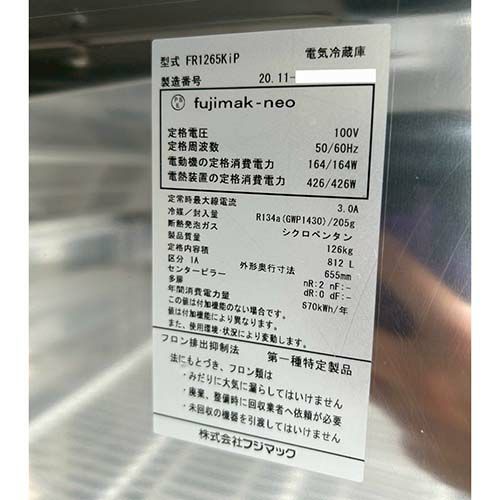 型式 FR1265KiP 電気冷蔵庫
製造番号 20.11-
PS E fujimak-neo
定格電圧 100V
定格周波数 50/60Hz
電動機の定格消費電力 164/164W
電熱装置の定格消費電力 426/426W
定常時最大線電流 3.0A
冷媒/封入量 R134a(GWP1430)/205g
断熱発泡ガス シクロペンタン
製品質量 126kg
定格内容積 812 L
区分 1A 外形奥行寸法 655mm
センターピラー nR:2 nF:-
多扉 dR:0 dF:-
年間消費電力量 870kWh/年
この値は付加機能のない場合です。
値は付加機能により異なります。
また、使用環境・状況により変動します。
フロン排出抑制法 第一種特定製品
法にもとづき、フロン類は
・みだりに大気に漏らしてはいけません
・廃棄、整備時に回収業者へ依頼が必要
・未回収の機器を引渡してはいけません
株式会社フジマック